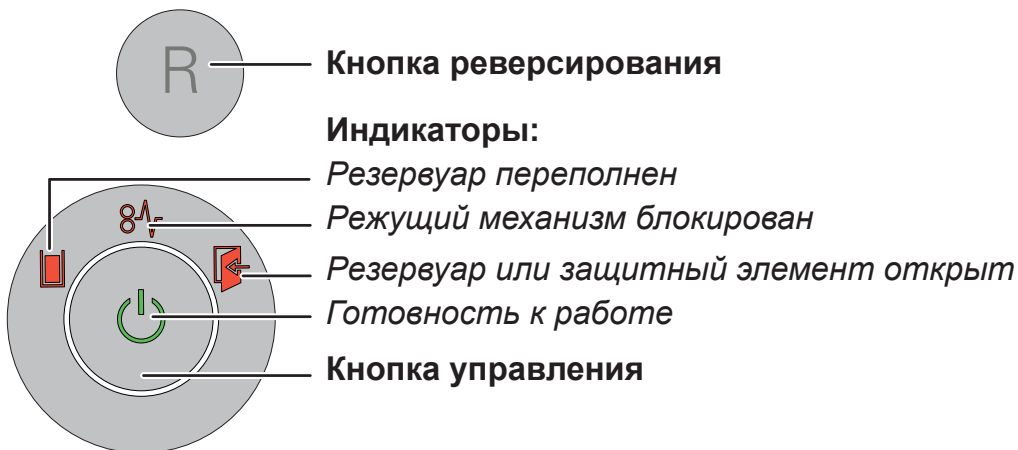 R
Кнопка реверсирования
Индикаторы:
Резервуар переполнен
Режущий механизм блокирован
Резервуар или защитный элемент открыт
Готовность к работе
Кнопка управления